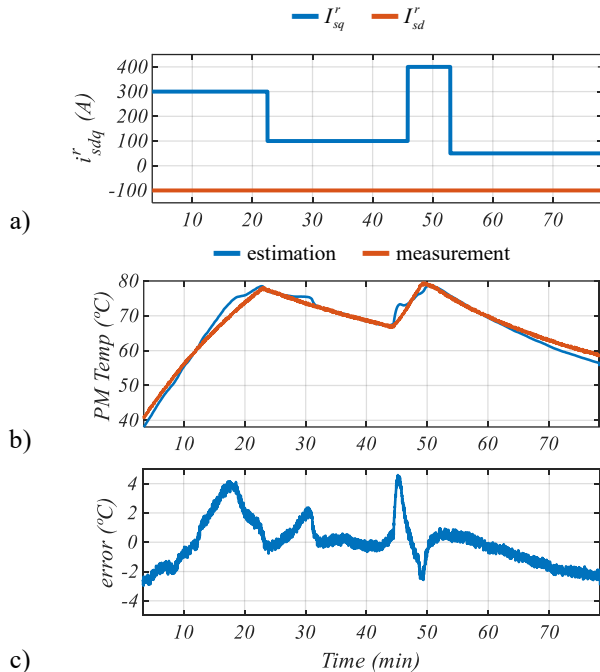 I^r_sq I^r_sd
400
300
200
100
0
-100
i^r_sdq (A)
10 20 30 40 50 60 70
a)
estimation measurement
80
70
60
50
40
PM Temp (ºC)
10 20 30 40 50 60 70
b)
4
2
0
-2
-4
error (ºC)
10 20 30 40 50 60 70
Time (min)
c)